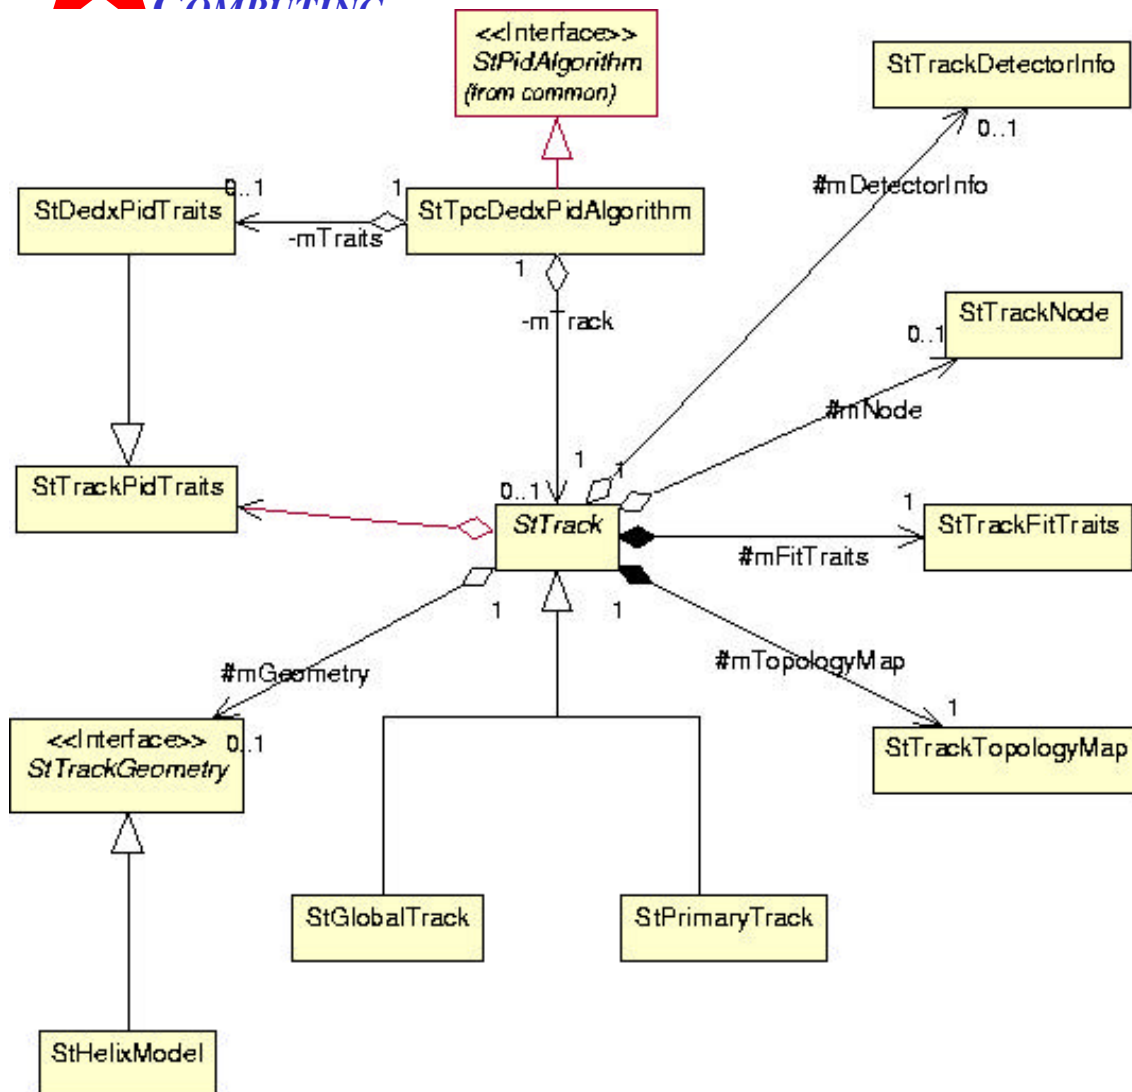 COMPUTING
<<Interface>>
StPidAlgorithm
(from common)
StTrackDetectorInfo
0..1
#mDetectorInfo
StDedxPidTraits
0..1
1
StTpcDedxPidAlgorithm
-mTraits
1
-mTrack
StTrackNode
0..1
#mNode
StTrackPidTraits
1
1
0..1
StTrack
1
StTrackFitTraits
#mFitTraits
1
1
#mGeometry
#mTopologyMap
<<Interface>>
StTrackGeometry
0..1
1
StTrackTopologyMap
StGlobalTrack
StPrimaryTrack
StHelixModel